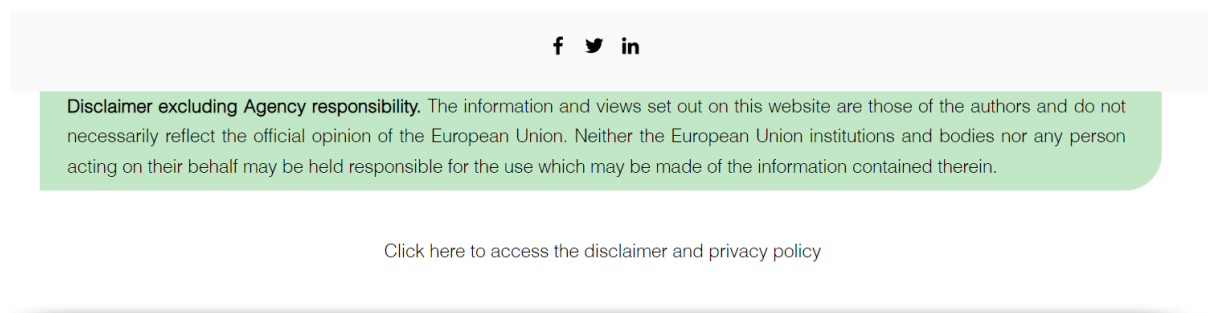 Disclaimer excluding Agency responsibility. The information and views set out on this website are those of the authors and do not
necessarily reflect the official opinion of the European Union. Neither the European Union institutions and bodies nor any person
acting on their behalf may be held responsible for the use which may be made of the information contained therein.
Click here to access the disclaimer and privacy policy